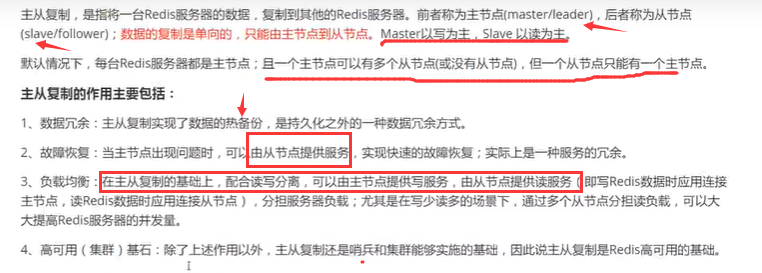 主从复制，是指将一台Redis服务器的数据，复制到其他的Redis服务器。前者称为主节点(master/leader)，后者称为从节点
(slave/follower)；数据的复制是单向的，只能由主节点到从节点。Master以写为主，Slave 以读为主。
默认情况下，每台Redis服务器都是主节点；且一个主节点可以有多个从节点(或没有从节点)，但一个从节点只能有一个主节点。
主从复制的作用主要包括：
1、数据冗余：主从复制实现了数据的热备份，是持久化之外的一种数据冗余方式。
2、故障恢复：当主节点出现问题时，可以由从节点提供服务，实现快速的故障恢复；实际上是一种服务的冗余。
3、负载均衡：在主从复制的基础上，配合读写分离，可以由主节点提供写服务，由从节点提供读服务（即写Redis数据时应用连接
主节点，读Redis数据时应用连接从节点），分担服务器负载；尤其是在写少读多的场景下，通过多个从节点分担读负载，可以大
大提高Redis服务器的并发量。
4、高可用（集群）基石：除了上述作用以外，主从复制还是哨兵和集群能够实施的基础，因此说主从复制是Redis高可用的基础。